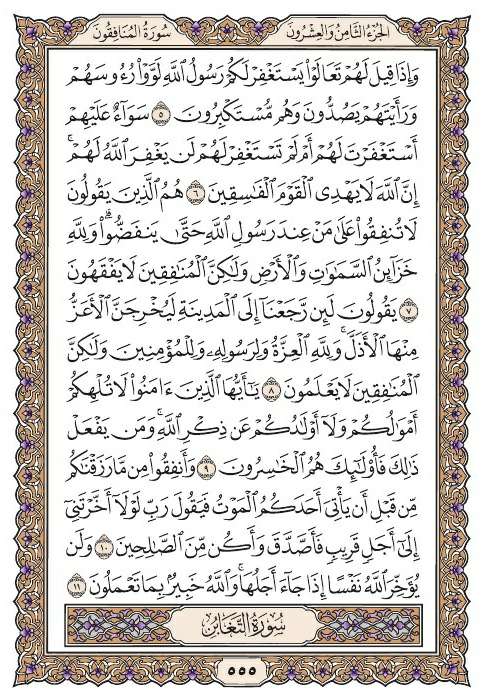 الجزء الثامن والعشرون
سورة المنافقون
وَإِذَا قِيلَ لَهُمْ تَعَالَوْا۟ يَسْتَغْفِرْ لَكُمْ رَسُولُ ٱللَّهِ لَوَّوْا۟ رُءُوسَهُمْ
وَرَأَيْتَهُمْ يَصُدُّونَ وَهُم مُّسْتَكْبِرُونَ ٥ سَوَآءٌ عَلَيْهِمْ
أَسْتَغْفَرْتَ لَهُمْ أَمْ لَمْ تَسْتَغْفِرْ لَهُمْ لَن يَغْفِرَ ٱللَّهُ لَهُمْ ۚ
إِنَّ ٱللَّهَ لَا يَهْدِى ٱلْقَوْمَ ٱلْفَٰسِقِينَ ٦ هُمُ ٱلَّذِينَ يَقُولُونَ
لَا تُنفِقُوا۟ عَلَىٰ مَنْ عِندَ رَسُولِ ٱللَّهِ حَتَّىٰ يَنفَضُّوا۟ ۗ وَلِلَّهِ
خَزَآئِنُ ٱلسَّمَٰوَٰتِ وَٱلْأَرْضِ وَلَٰكِنَّ ٱلْمُنَٰفِقِينَ لَا يَفْقَهُونَ
٧ يَقُولُونَ لَئِن رَّجَعْنَآ إِلَى ٱلْمَدِينَةِ لَيُخْرِجَنَّ ٱلْأَعَزُّ
مِنْهَا ٱلْأَذَلَّ ۚ وَلِلَّهِ ٱلْعِزَّةُ وَلِرَسُولِهِۦ وَلِلْمُؤْمِنِينَ وَلَٰكِنَّ
ٱلْمُنَٰفِقِينَ لَا يَعْلَمُونَ ٨ يَٰٓأَيُّهَا ٱلَّذِينَ ءَامَنُوا۟ لَا تُلْهِكُمْ
أَمْوَٰلُكُمْ وَلَآ أَوْلَٰدُكُمْ عَن ذِكْرِ ٱللَّهِ ۚ وَمَن يَفْعَلْ
ذَٰلِكَ فَأُو۟لَٰٓئِكَ هُمُ ٱلْخَٰسِرُونَ ٩ وَأَنفِقُوا۟ مِن مَّا رَزَقْنَٰكُم
مِّن قَبْلِ أَن يَأْتِىَ أَحَدَكُمُ ٱلْمَوْتُ فَيَقُولَ رَبِّ لَوْلَآ أَخَّرْتَنِىٓ
إِلَىٰٓ أَجَلٍ قَرِيبٍ فَأَصَّدَّقَ وَأَكُن مِّنَ ٱلصَّٰلِحِينَ ١٠ وَلَن
يُؤَخِّرَ ٱللَّهُ نَفْسًا إِذَا جَآءَ أَجَلُهَا ۚ وَٱللَّهُ خَبِيرٌۢ بِمَا تَعْمَلُونَ ١١
سُورَةُ التَّغَابُنِ
٥٥٥